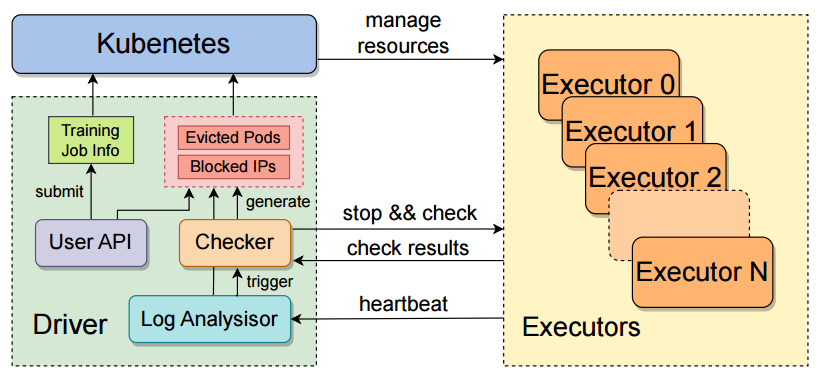 Kubenetes
manage
resources
Executor 0
Executor 1
Executor 2
Executor N
Executors
Training
Job Info
Evicted Pods
Blocked IPs
submit
generate
User API
Checker
stop && check
check results
trigger
Log Analysisor
heartbeat
Driver